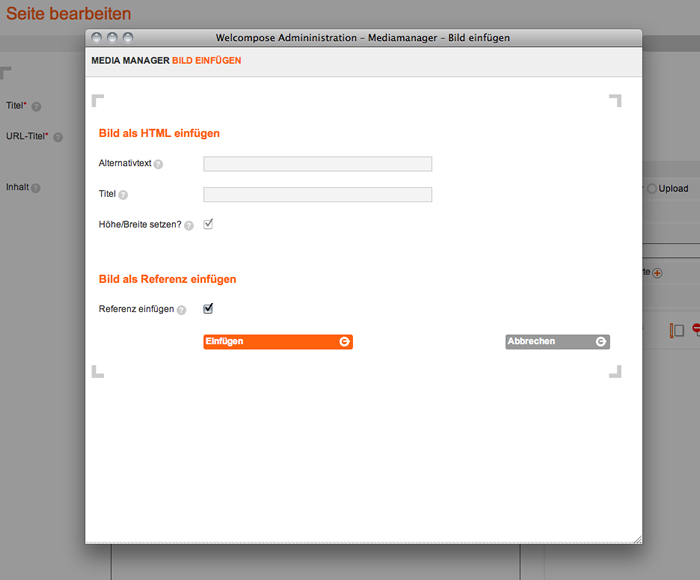 Seite bearbeiten
Welcompose Admininistration – Mediamanager – Bild einfügen
MEDIA MANAGER BILD EINFÜGEN
Titel* ?
URL-Titel* ?
Inhalt ?
Upload
te
Bild als HTML einfügen
Alternativtext ?
Titel ?
Höhe/Breite setzen? ?
Bild als Referenz einfügen
Referenz einfügen ?
Einfügen
Abbrechen